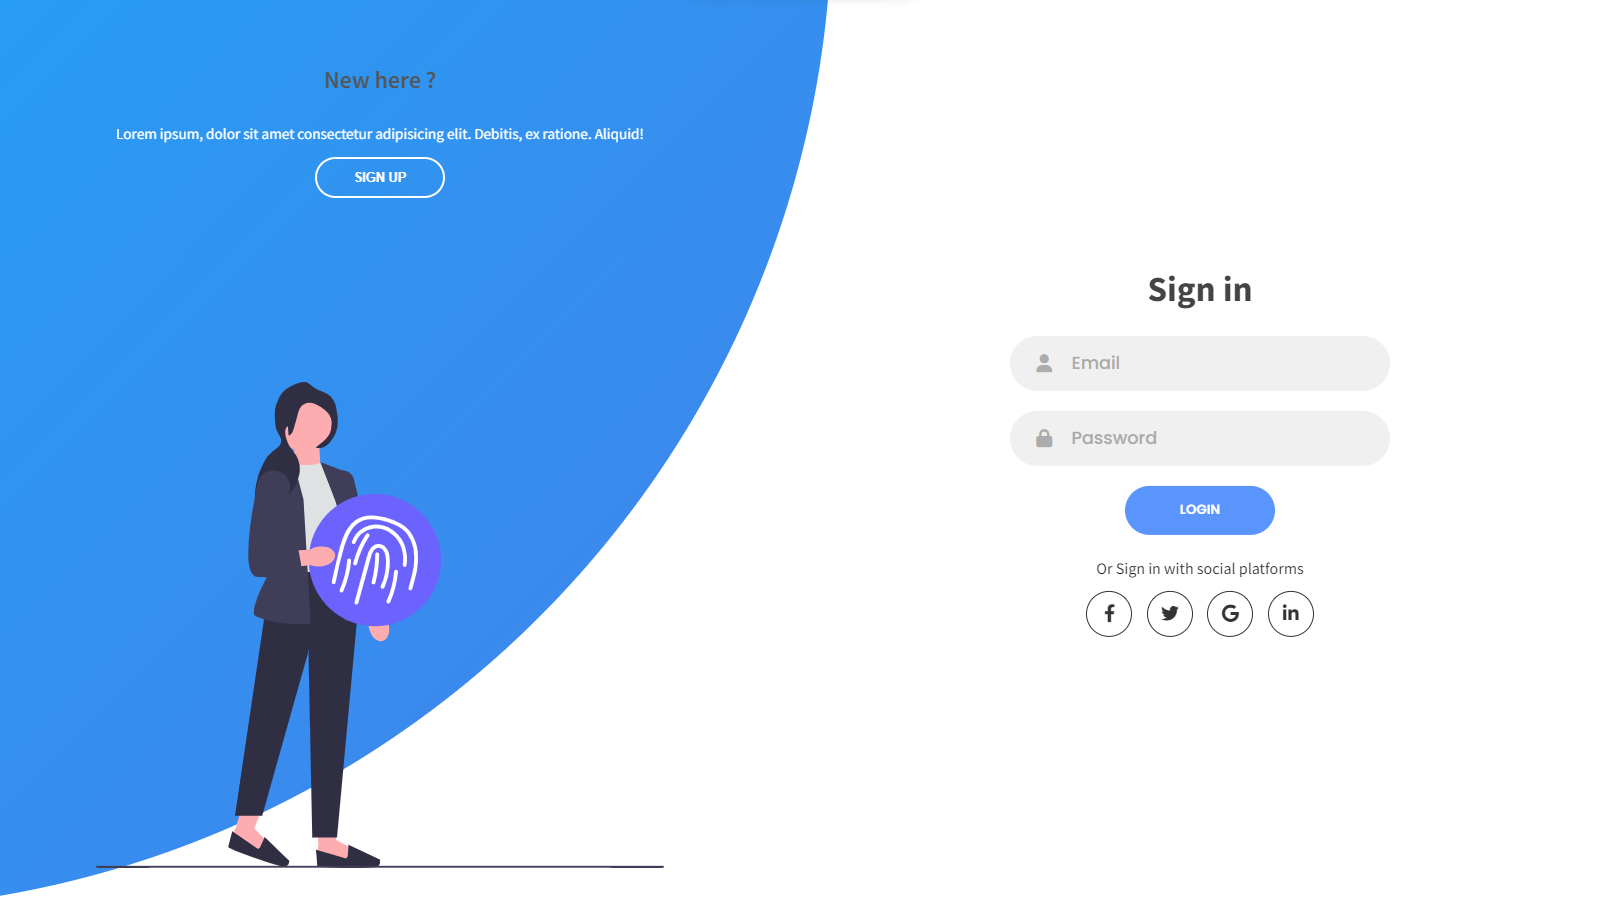 New here ?
Lorem ipsum, dolor sit amet consectetur adipisicing elit. Debitis, ex ratione. Aliquid!
SIGN UP
Sign in
Email
Password
LOGIN
Or Sign in with social platforms